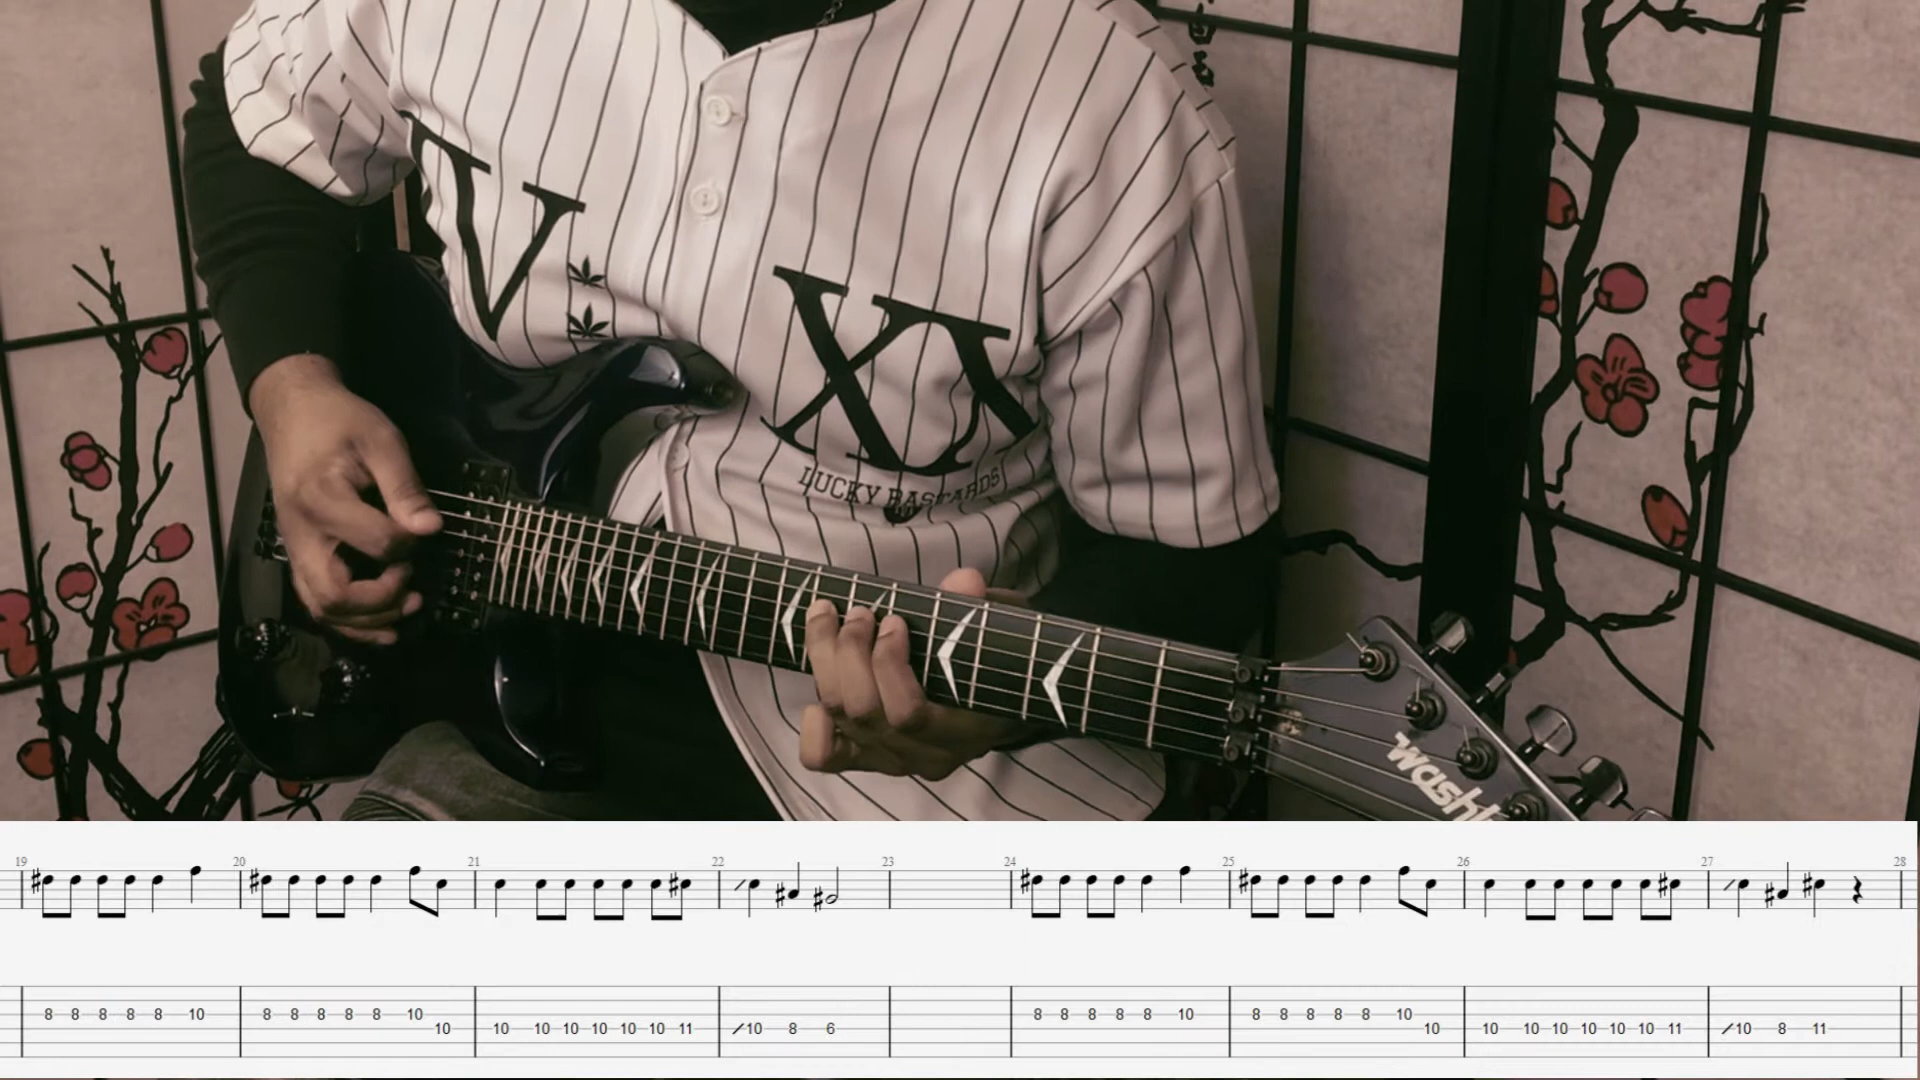 V XX
LUCKY BASTARDS
washb
19 20 21 22 23 24 25 26 27 28
8 8 8 8 8 10 8 8 8 8 8 10 8 8 8 8 8 10 8 8 8 8 8 10
10 10 10 10 10 10 10 11 10 8 6 10 10 10 10 10 10 10 11 10 8 11